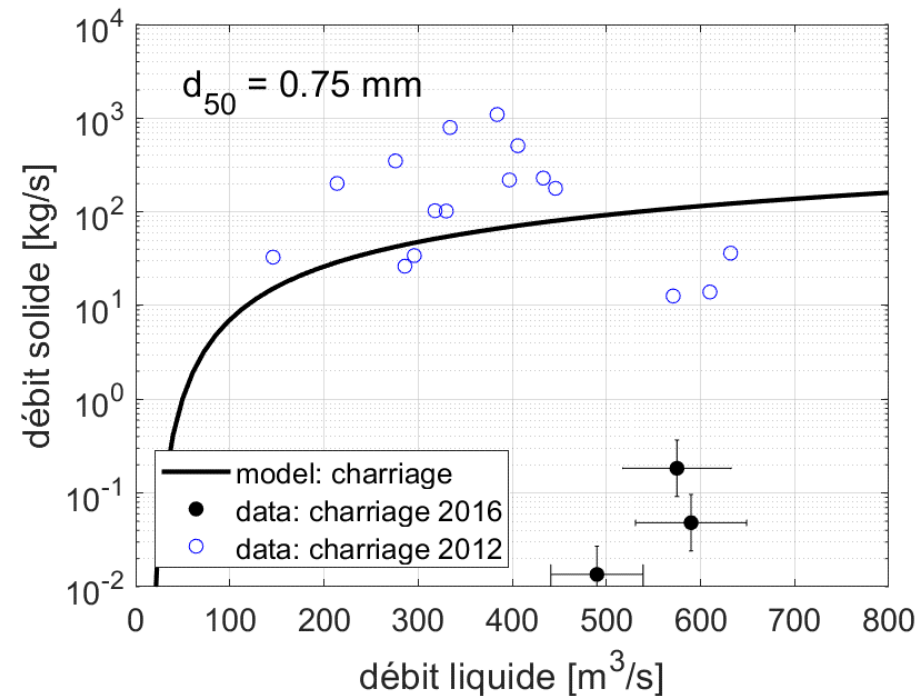 10^4
10^3
10^2
10^1
10^0
10^-1
10^-2
débit solide [kg/s]
d_50 = 0.75 mm
model: charriage
data: charriage 2016
data: charriage 2012
0 100 200 300 400 500 600 700 800
débit liquide [m^3/s]